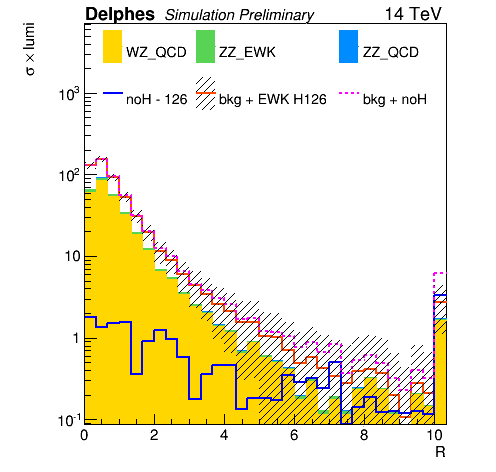 Delphes Simulation Preliminary 14 TeV
σ × lumi
WZ_QCD ZZ_EWK ZZ_QCD
noH - 126 bkg + EWK H126 bkg + noH
10³
10²
10
1
10⁻¹
0 2 4 6 8 10
R